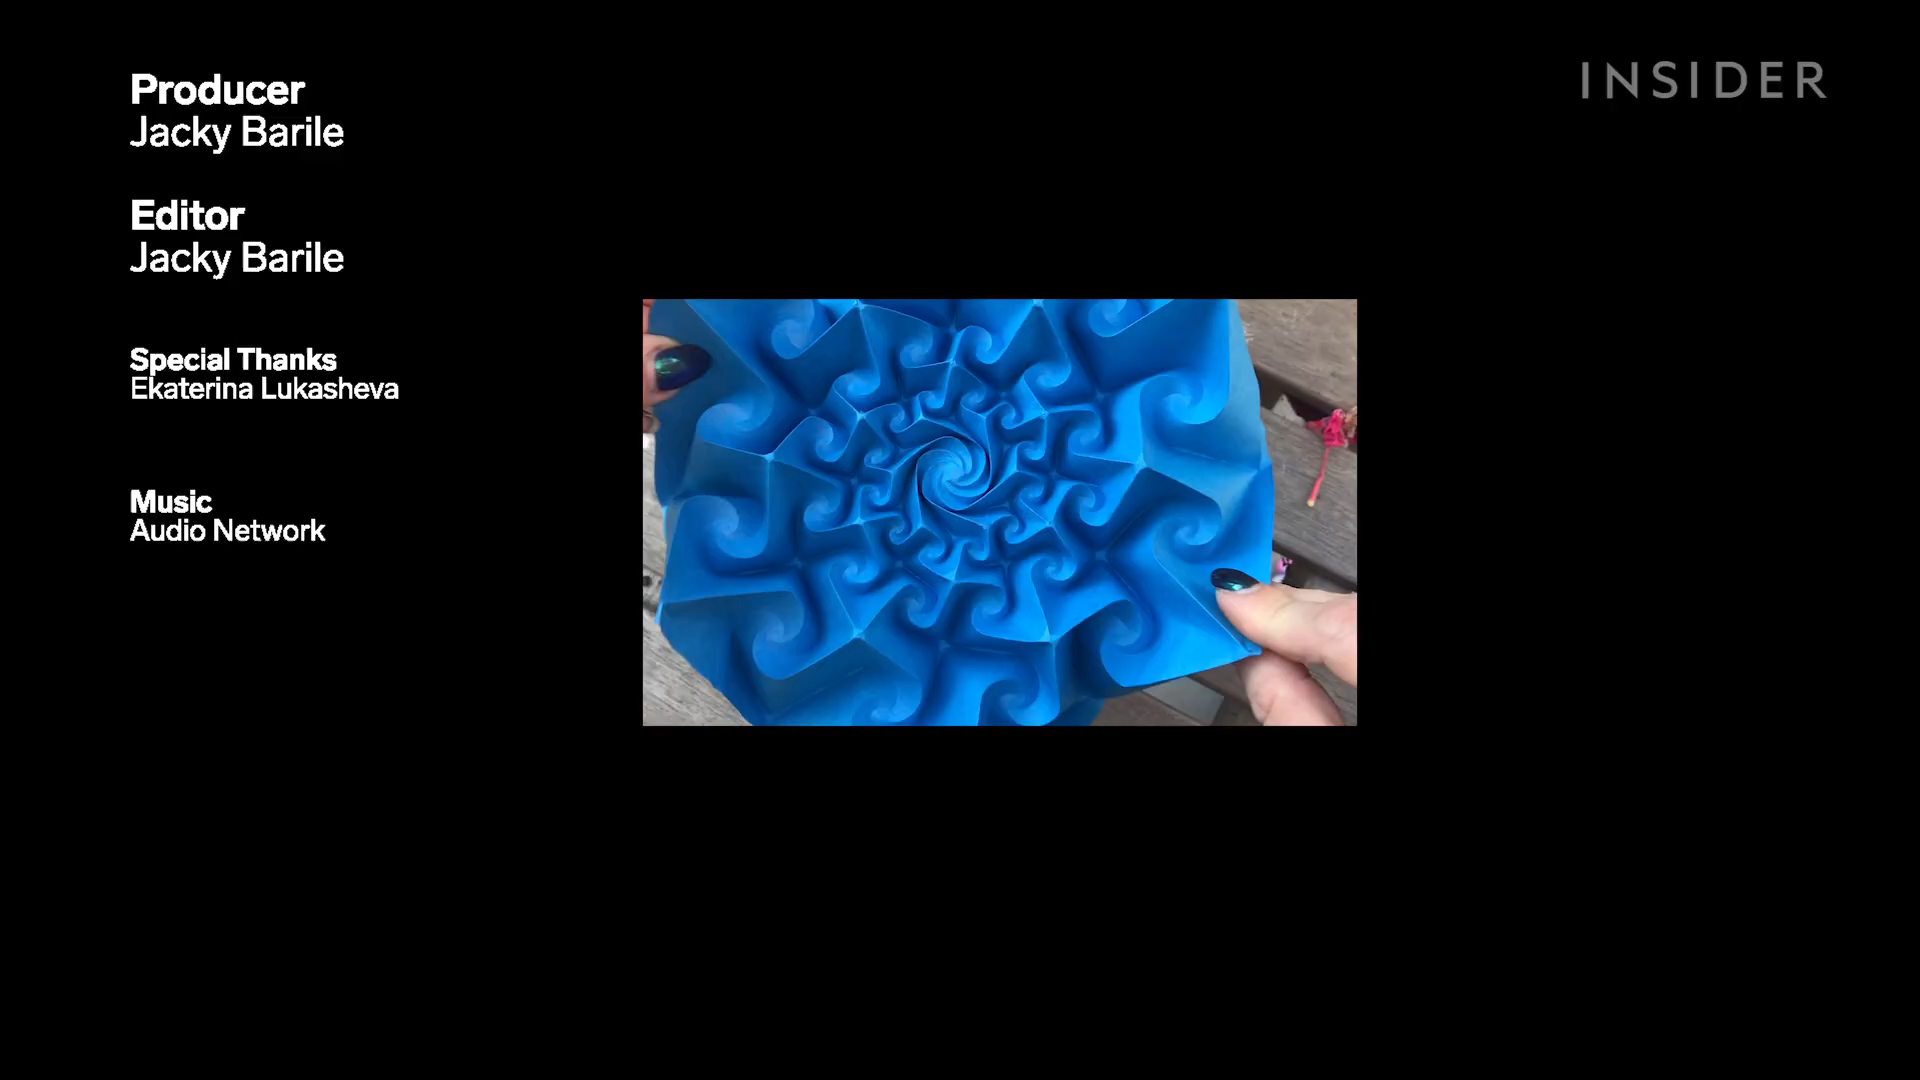 Producer
Jacky Barile
Editor
Jacky Barile
Special Thanks
Ekaterina Lukasheva
Music
Audio Network
INSIDER